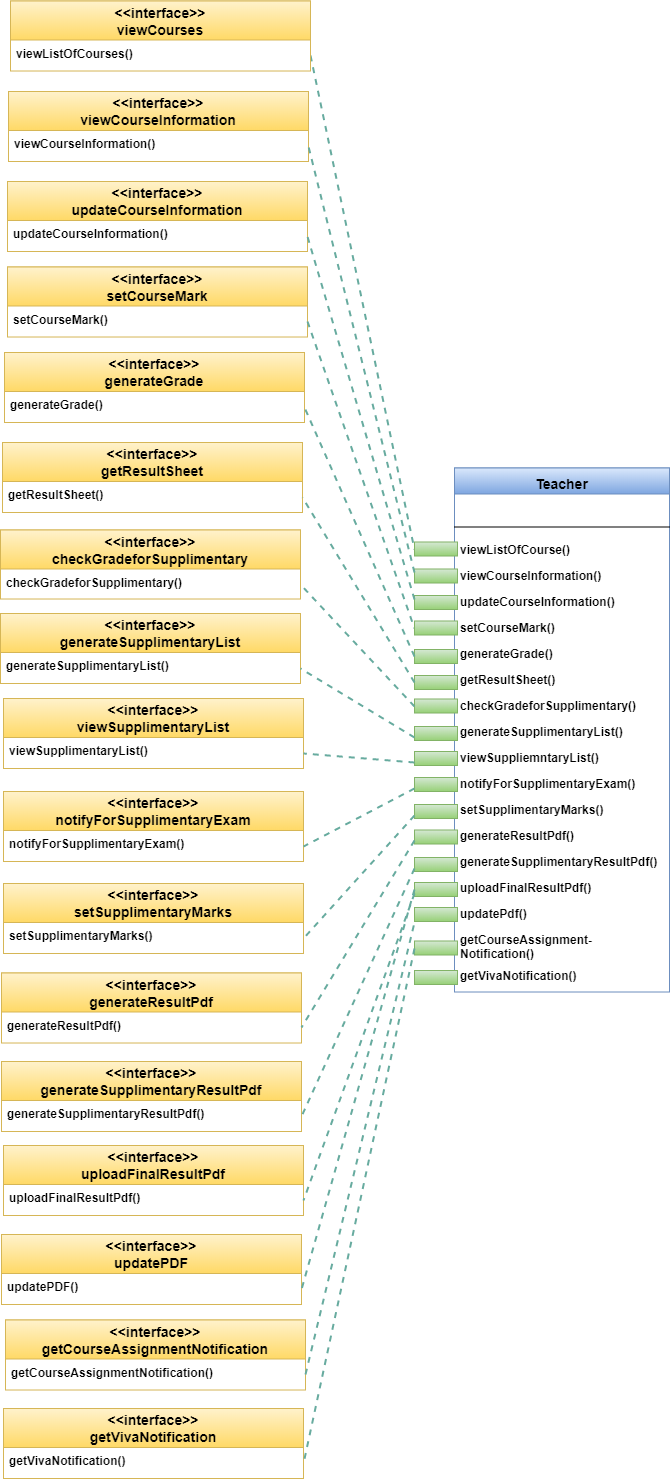 <<interface>>
viewCourses
viewListOfCourses()
<<interface>>
viewCourseInformation
viewCourseInformation()
<<interface>>
updateCourseInformation
updateCourseInformation()
<<interface>>
setCourseMark
setCourseMark()
<<interface>>
generateGrade
generateGrade()
<<interface>>
getResultSheet
getResultSheet()
<<interface>>
checkGradeforSupplimentary
checkGradeforSupplimentary()
<<interface>>
generateSupplimentaryList
generateSupplimentaryList()
<<interface>>
viewSupplimentaryList
viewSupplimentaryList()
<<interface>>
notifyForSupplimentaryExam
notifyForSupplimentaryExam()
<<interface>>
setSupplimentaryMarks
setSupplimentaryMarks()
<<interface>>
generateResultPdf
generateResultPdf()
<<interface>>
generateSupplimentaryResultPdf
generateSupplimentaryResultPdf()
<<interface>>
uploadFinalResultPdf
uploadFinalResultPdf()
<<interface>>
updatePDF
updatePDF()
<<interface>>
getCourseAssignmentNotification
getCourseAssignmentNotification()
<<interface>>
getVivaNotification
getVivaNotification()
Teacher
viewListOfCourse()
viewCourseInformation()
updateCourseInformation()
setCourseMark()
generateGrade()
getResultSheet()
checkGradeforSupplimentary()
generateSupplimentaryList()
viewSuppliemntaryList()
notifyForSupplimentaryExam()
setSupplimentaryMarks()
generateResultPdf()
generateSupplimentaryResultPdf()
uploadFinalResultPdf()
updatePdf()
getCourseAssignment-
Notification()
getVivaNotification()